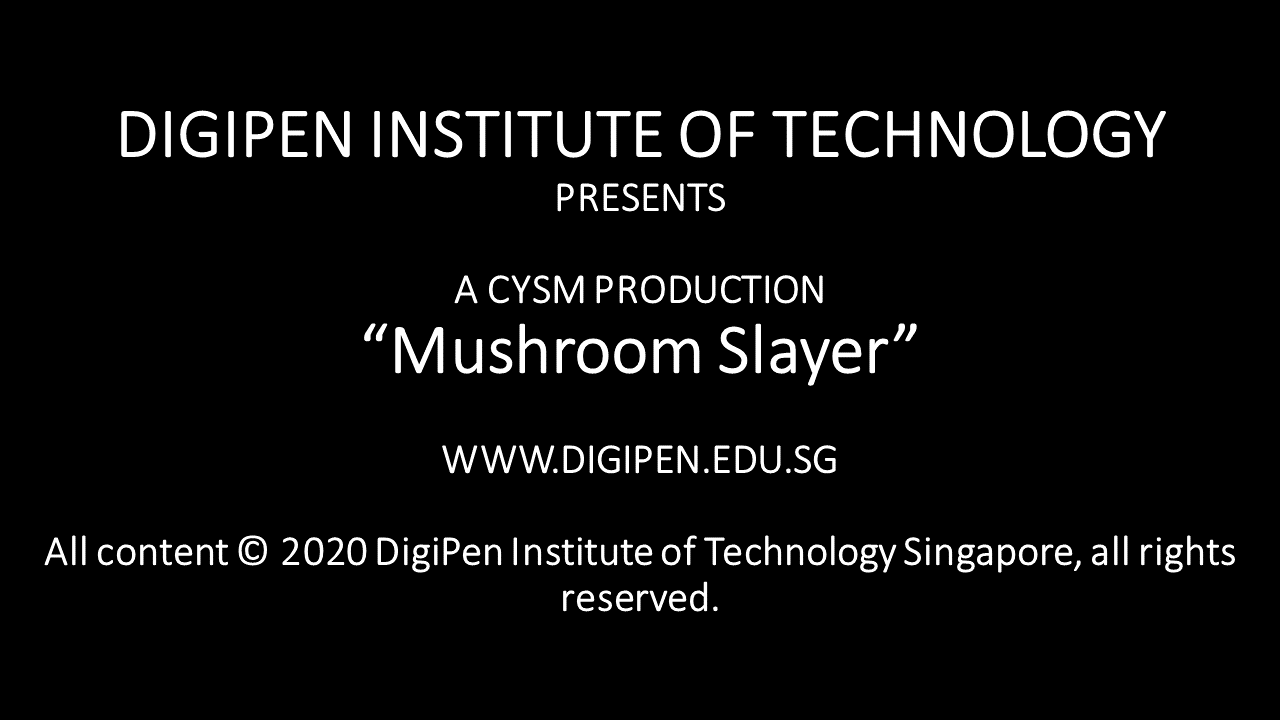 DIGIPEN INSTITUTE OF TECHNOLOGY
PRESENTS
A CYSM PRODUCTION
“Mushroom Slayer”
WWW.DIGIPEN.EDU.SG
All content © 2020 DigiPen Institute of Technology Singapore, all rights
reserved.